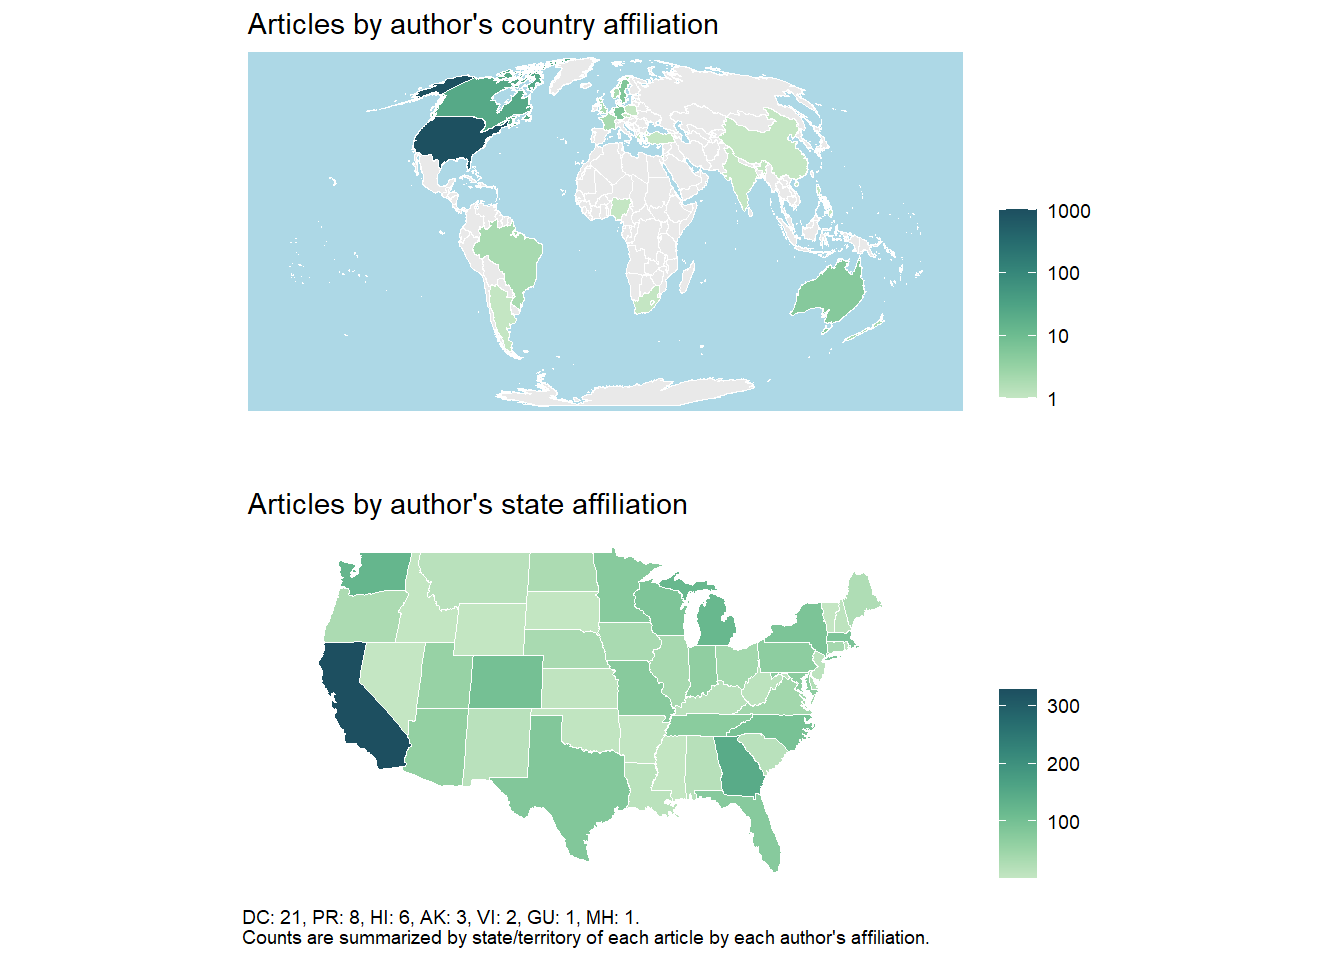 Articles by author's country affiliation
1000
100
10
1
Articles by author's state affiliation
300
200
100
DC: 21, PR: 8, HI: 6, AK: 3, VI: 2, GU: 1, MH: 1.
Counts are summarized by state/territory of each article by each author's affiliation.